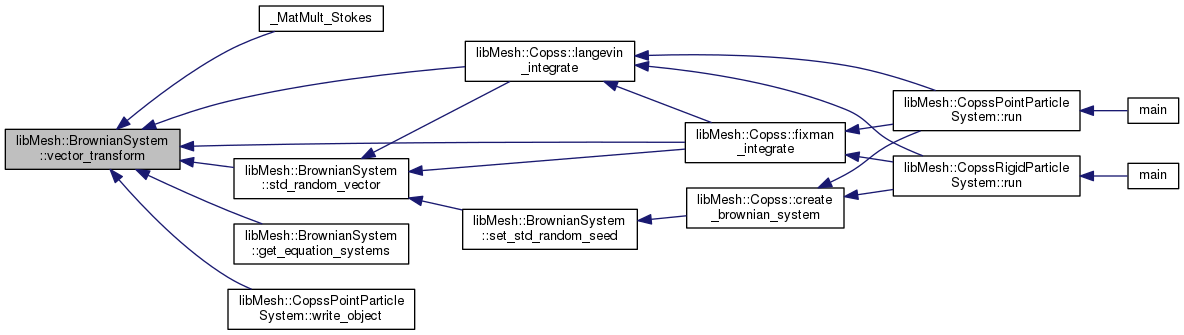 _MatMult_Stokes
libMesh::Copss::langevin
_integrate
libMesh::CopssPointParticle
System::run
main
libMesh::BrownianSystem
::vector_transform
libMesh::Copss::fixman
_integrate
libMesh::BrownianSystem
::std_random_vector
libMesh::CopssRigidParticle
System::run
main
libMesh::Copss::create
_brownian_system
libMesh::BrownianSystem
::set_std_random_seed
libMesh::BrownianSystem
::get_equation_systems
libMesh::CopssPointParticle
System::write_object